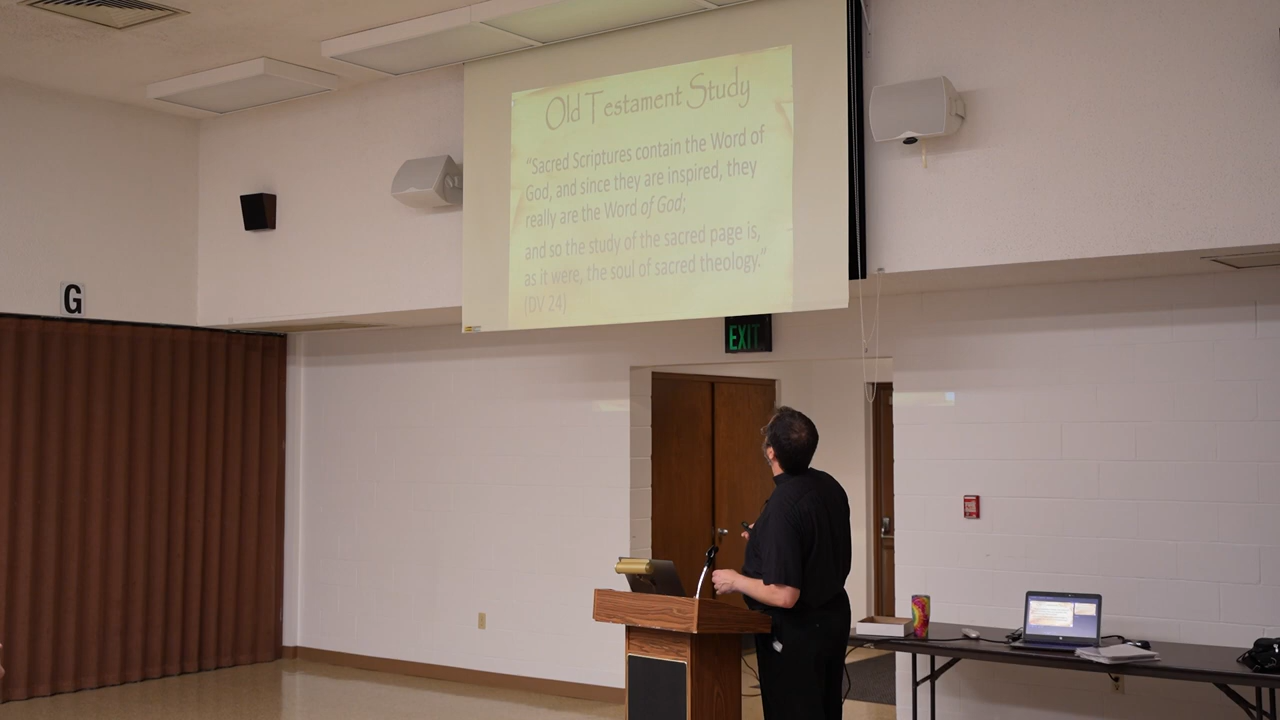 Old Testament Study
“Sacred Scriptures contain the Word of
God, and since they are inspired, they
really are the Word of God;
and so the study of the sacred page is,
as it were, the soul of sacred theology.”
(DV 24)
G
EXIT